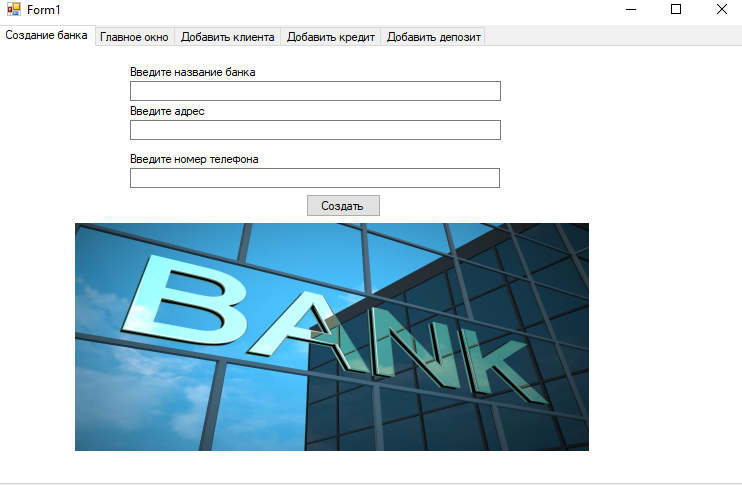 Form1
Создание банка Главное окно Добавить клиента Добавить кредит Добавить депозит
Введите название банка
Введите адрес
Введите номер телефона
Создать
BANK